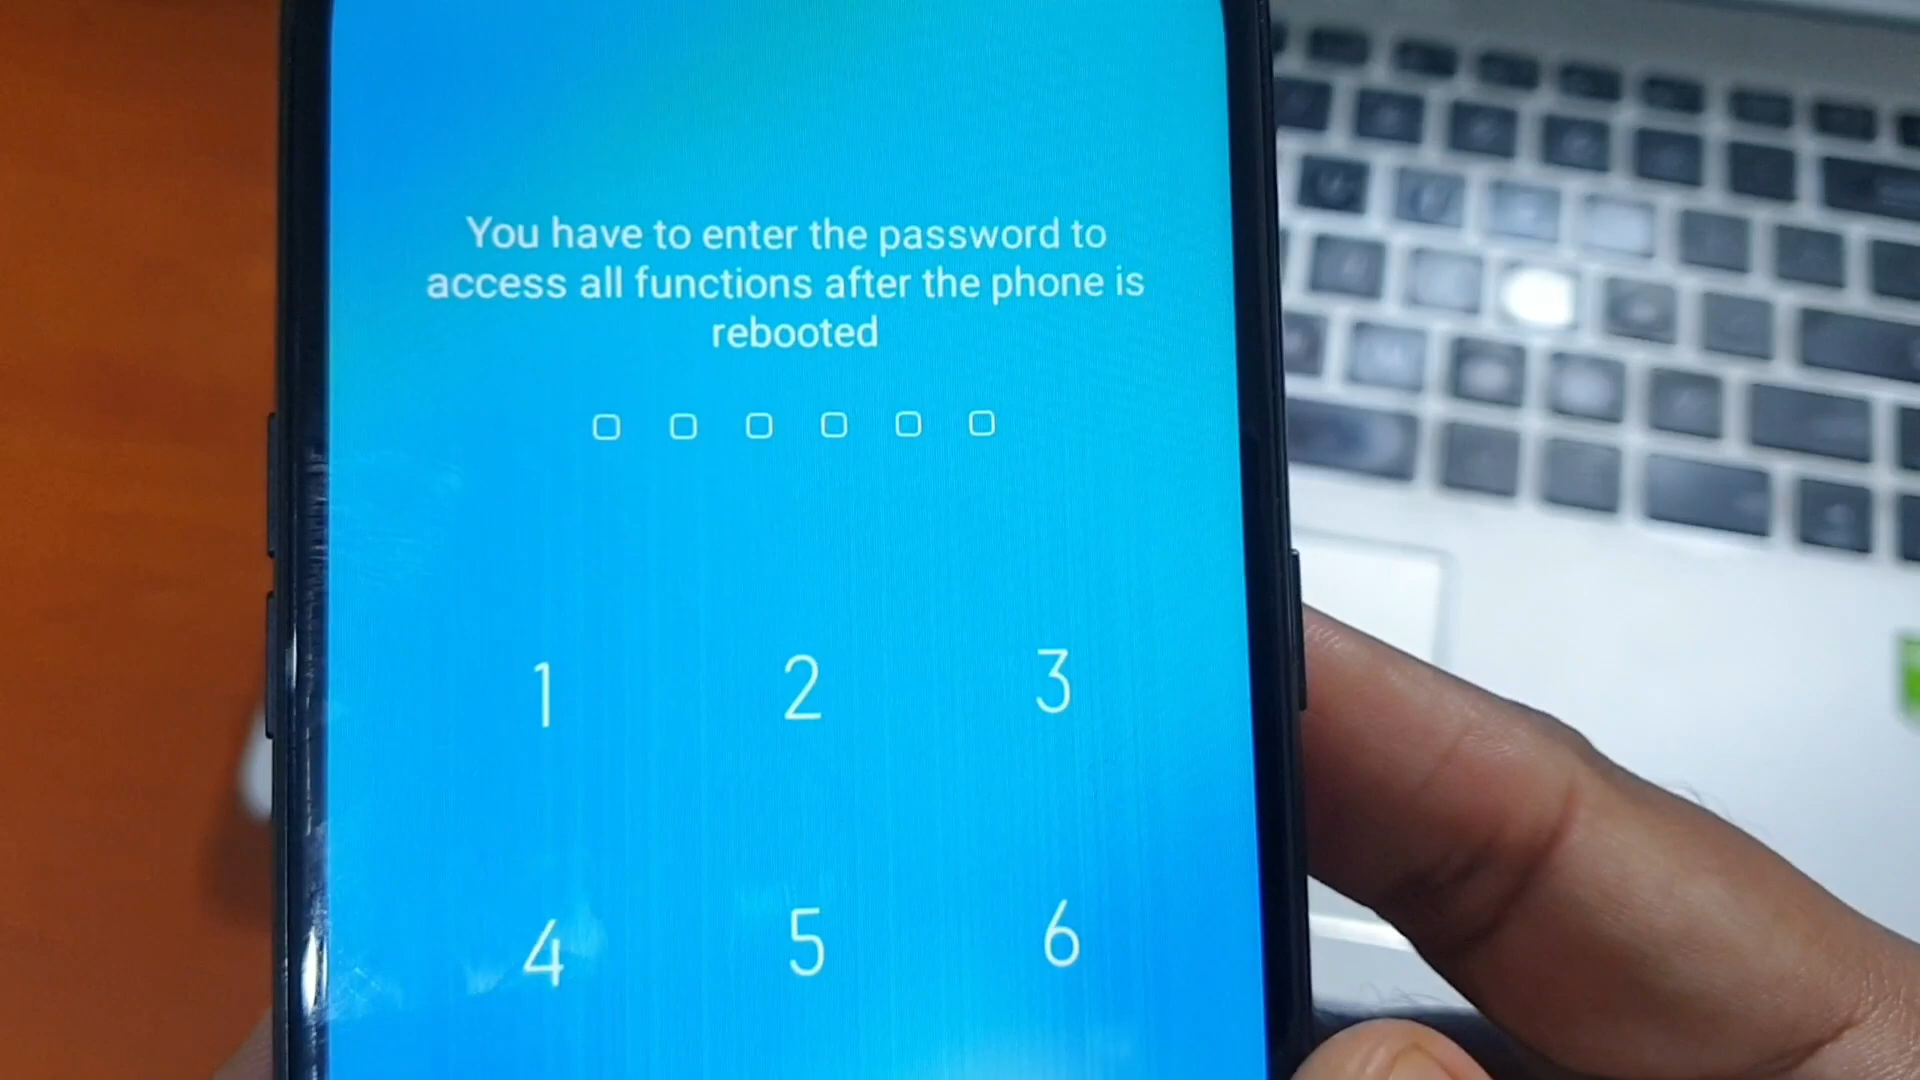 You have to enter the password to
access all functions after the phone is
rebooted
1 2 3
4 5 6